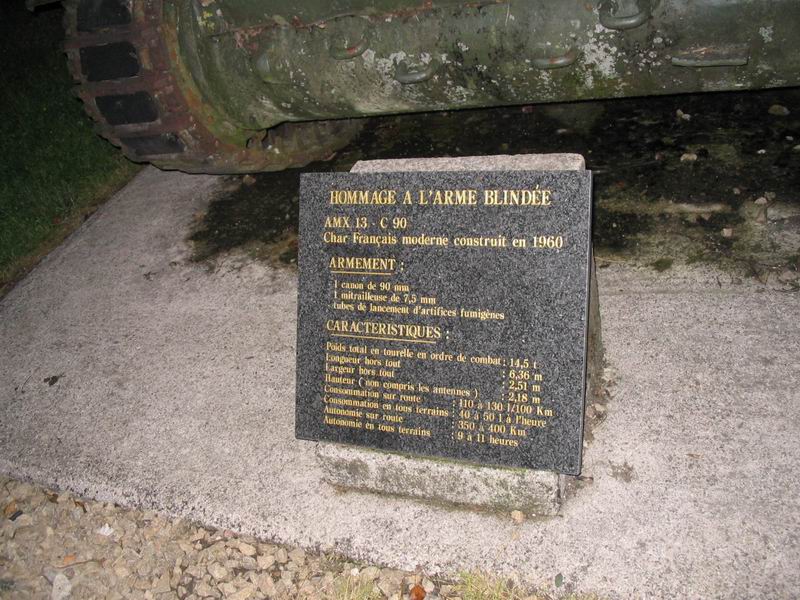 HOMMAGE A L'ARME BLINDÉE
AMX 13 - C 90
Char Français moderne construit en 1960
ARMEMENT :
1 canon de 90 mm
1 mitrailleuse de 7,5 mm
tubes de lancement d'artifices fumigènes
CARACTERISTIQUES :
Poids total en tourelle en ordre de combat : 14,5 t
Longueur hors tout : 6,36 m
Largeur hors tout : 2,51 m
Hauteur ( non compris les antennes ) : 2,18 m
Consommation sur route : 110 à 130 l/100 Km
Consommation en tous terrains : 40 à 50 l à l'heure
Autonomie sur route : 350 à 400 Km
Autonomie en tous terrains : 9 à 11 heures